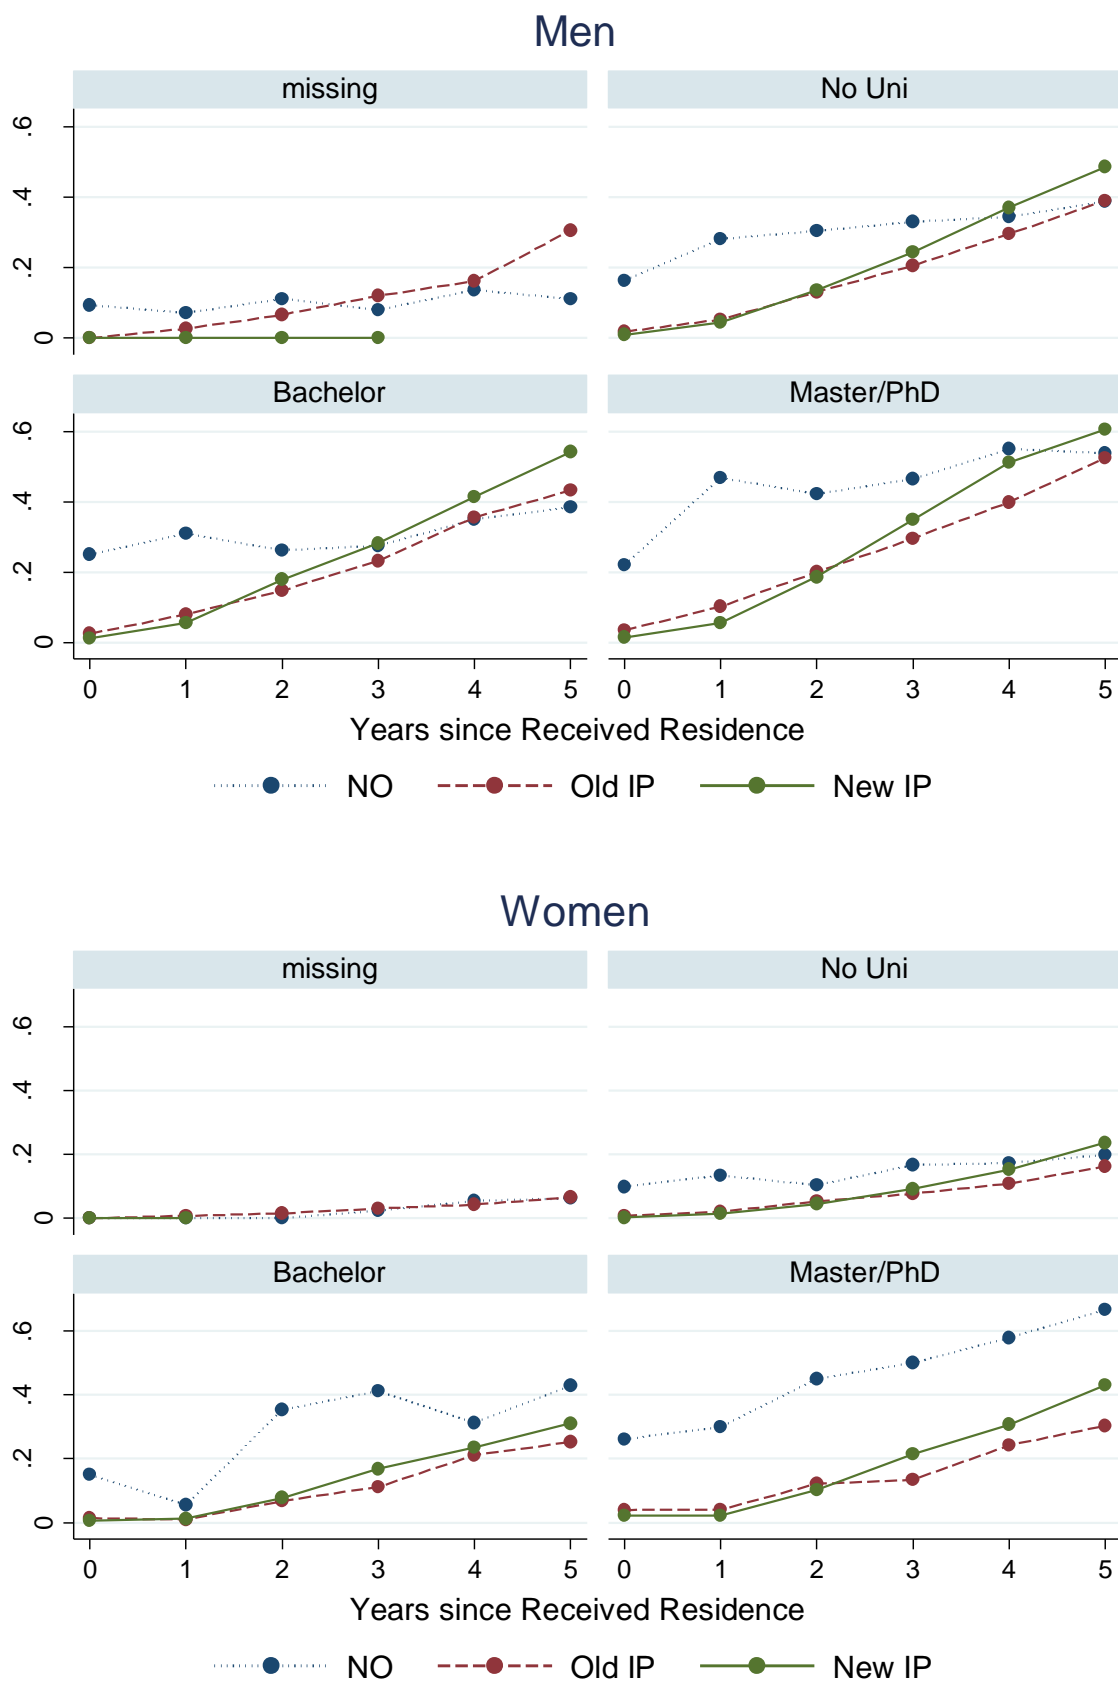 Men
missing No Uni
.6
.4
.2
0
Bachelor Master/PhD
.6
.4
.2
0
0 1 2 3 4 5 0 1 2 3 4 5
Years since Received Residence
NO Old IP New IP
Women
missing No Uni
.6
.4
.2
0
Bachelor Master/PhD
.6
.4
.2
0
0 1 2 3 4 5 0 1 2 3 4 5
Years since Received Residence
NO Old IP New IP